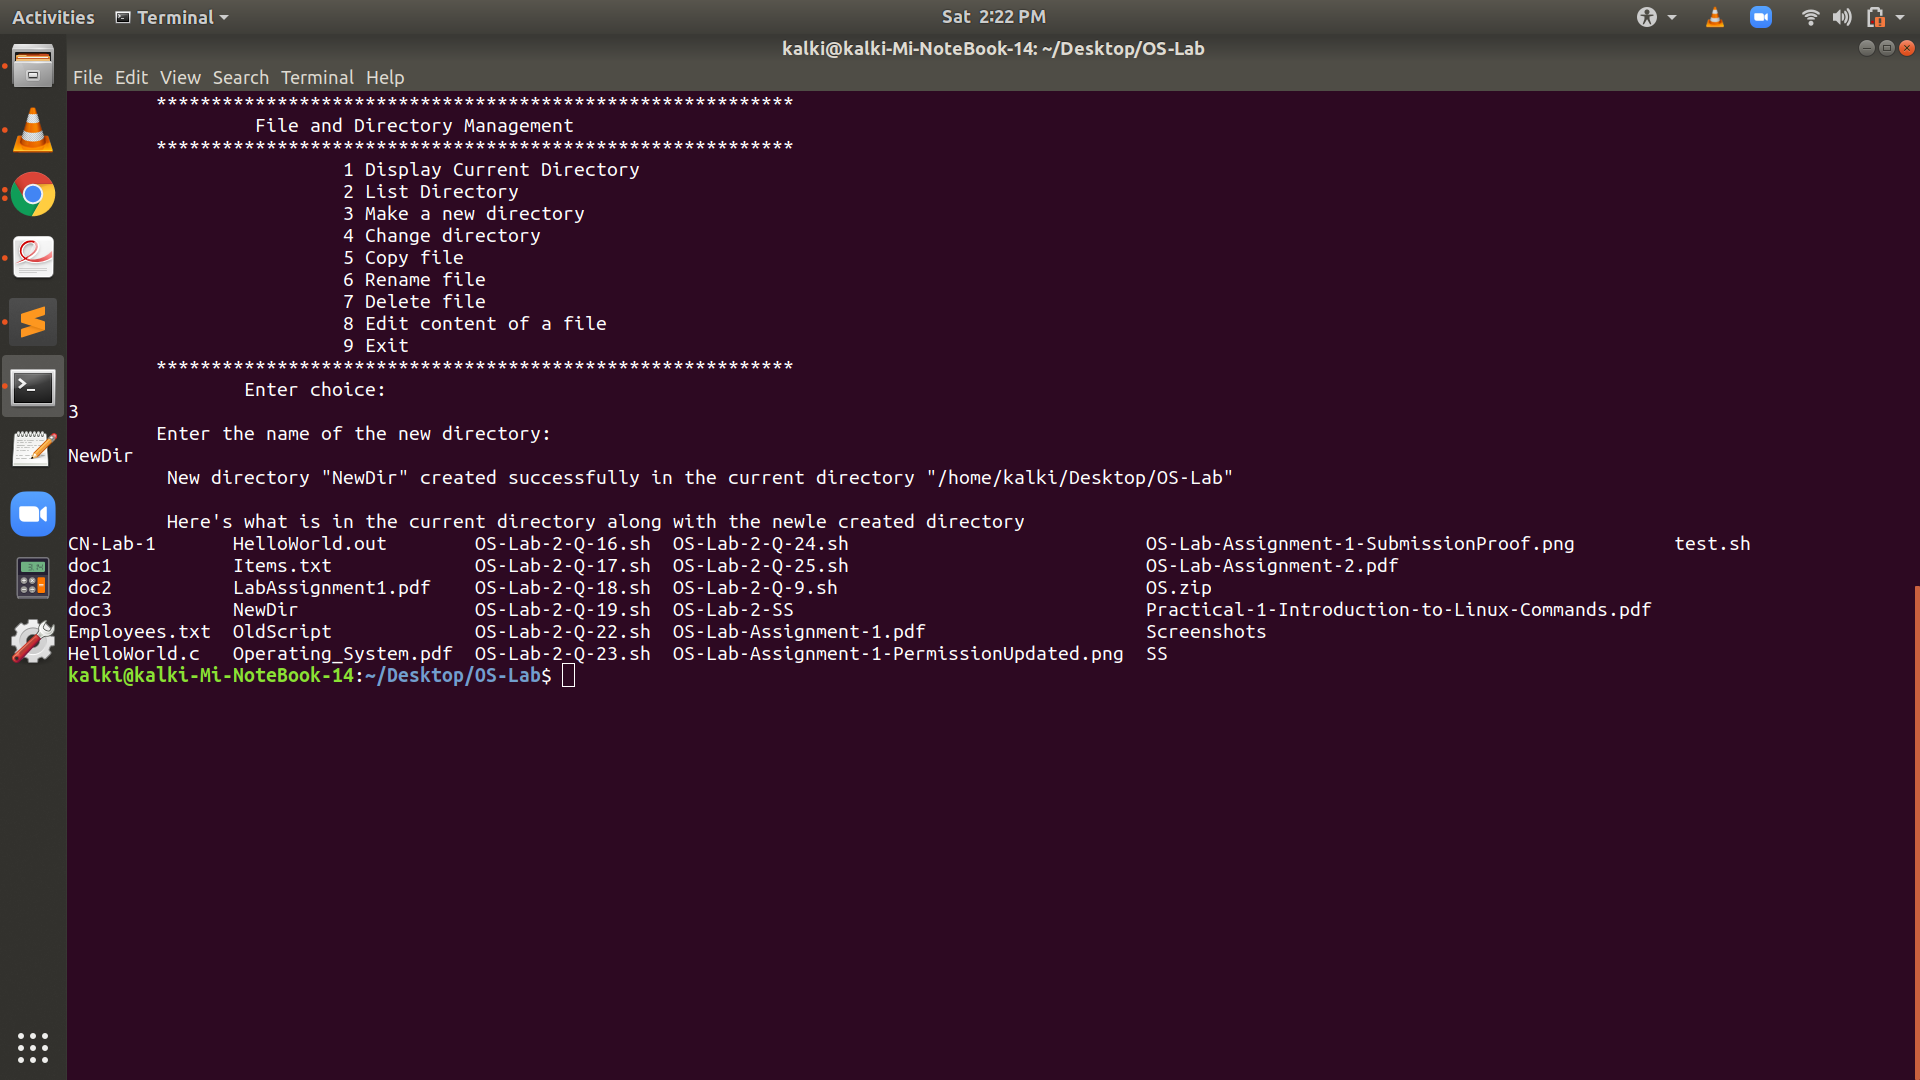 Activities Terminal Sat 2:22 PM
kalki@kalki-Mi-NoteBook-14: ~/Desktop/OS-Lab
File Edit View Search Terminal Help
**********************************************************
File and Directory Management
**********************************************************
1 Display Current Directory
2 List Directory
3 Make a new directory
4 Change directory
5 Copy file
6 Rename file
7 Delete file
8 Edit content of a file
9 Exit
**********************************************************
Enter choice:
3
Enter the name of the new directory:
NewDir
New directory "NewDir" created successfully in the current directory "/home/kalki/Desktop/OS-Lab"
Here's what is in the current directory along with the newle created directory
CN-Lab-1 HelloWorld.out OS-Lab-2-Q-16.sh OS-Lab-2-Q-24.sh OS-Lab-Assignment-1-SubmissionProof.png test.sh
doc1 Items.txt OS-Lab-2-Q-17.sh OS-Lab-2-Q-25.sh OS-Lab-Assignment-2.pdf
doc2 LabAssignment1.pdf OS-Lab-2-Q-18.sh OS-Lab-2-Q-9.sh OS.zip
doc3 NewDir OS-Lab-2-Q-19.sh OS-Lab-2-SS Practical-1-Introduction-to-Linux-Commands.pdf
Employees.txt OldScript OS-Lab-2-Q-22.sh OS-Lab-Assignment-1.pdf Screenshots
HelloWorld.c Operating_System.pdf OS-Lab-2-Q-23.sh OS-Lab-Assignment-1-PermissionUpdated.png SS
kalki@kalki-Mi-NoteBook-14:~/Desktop/OS-Lab$